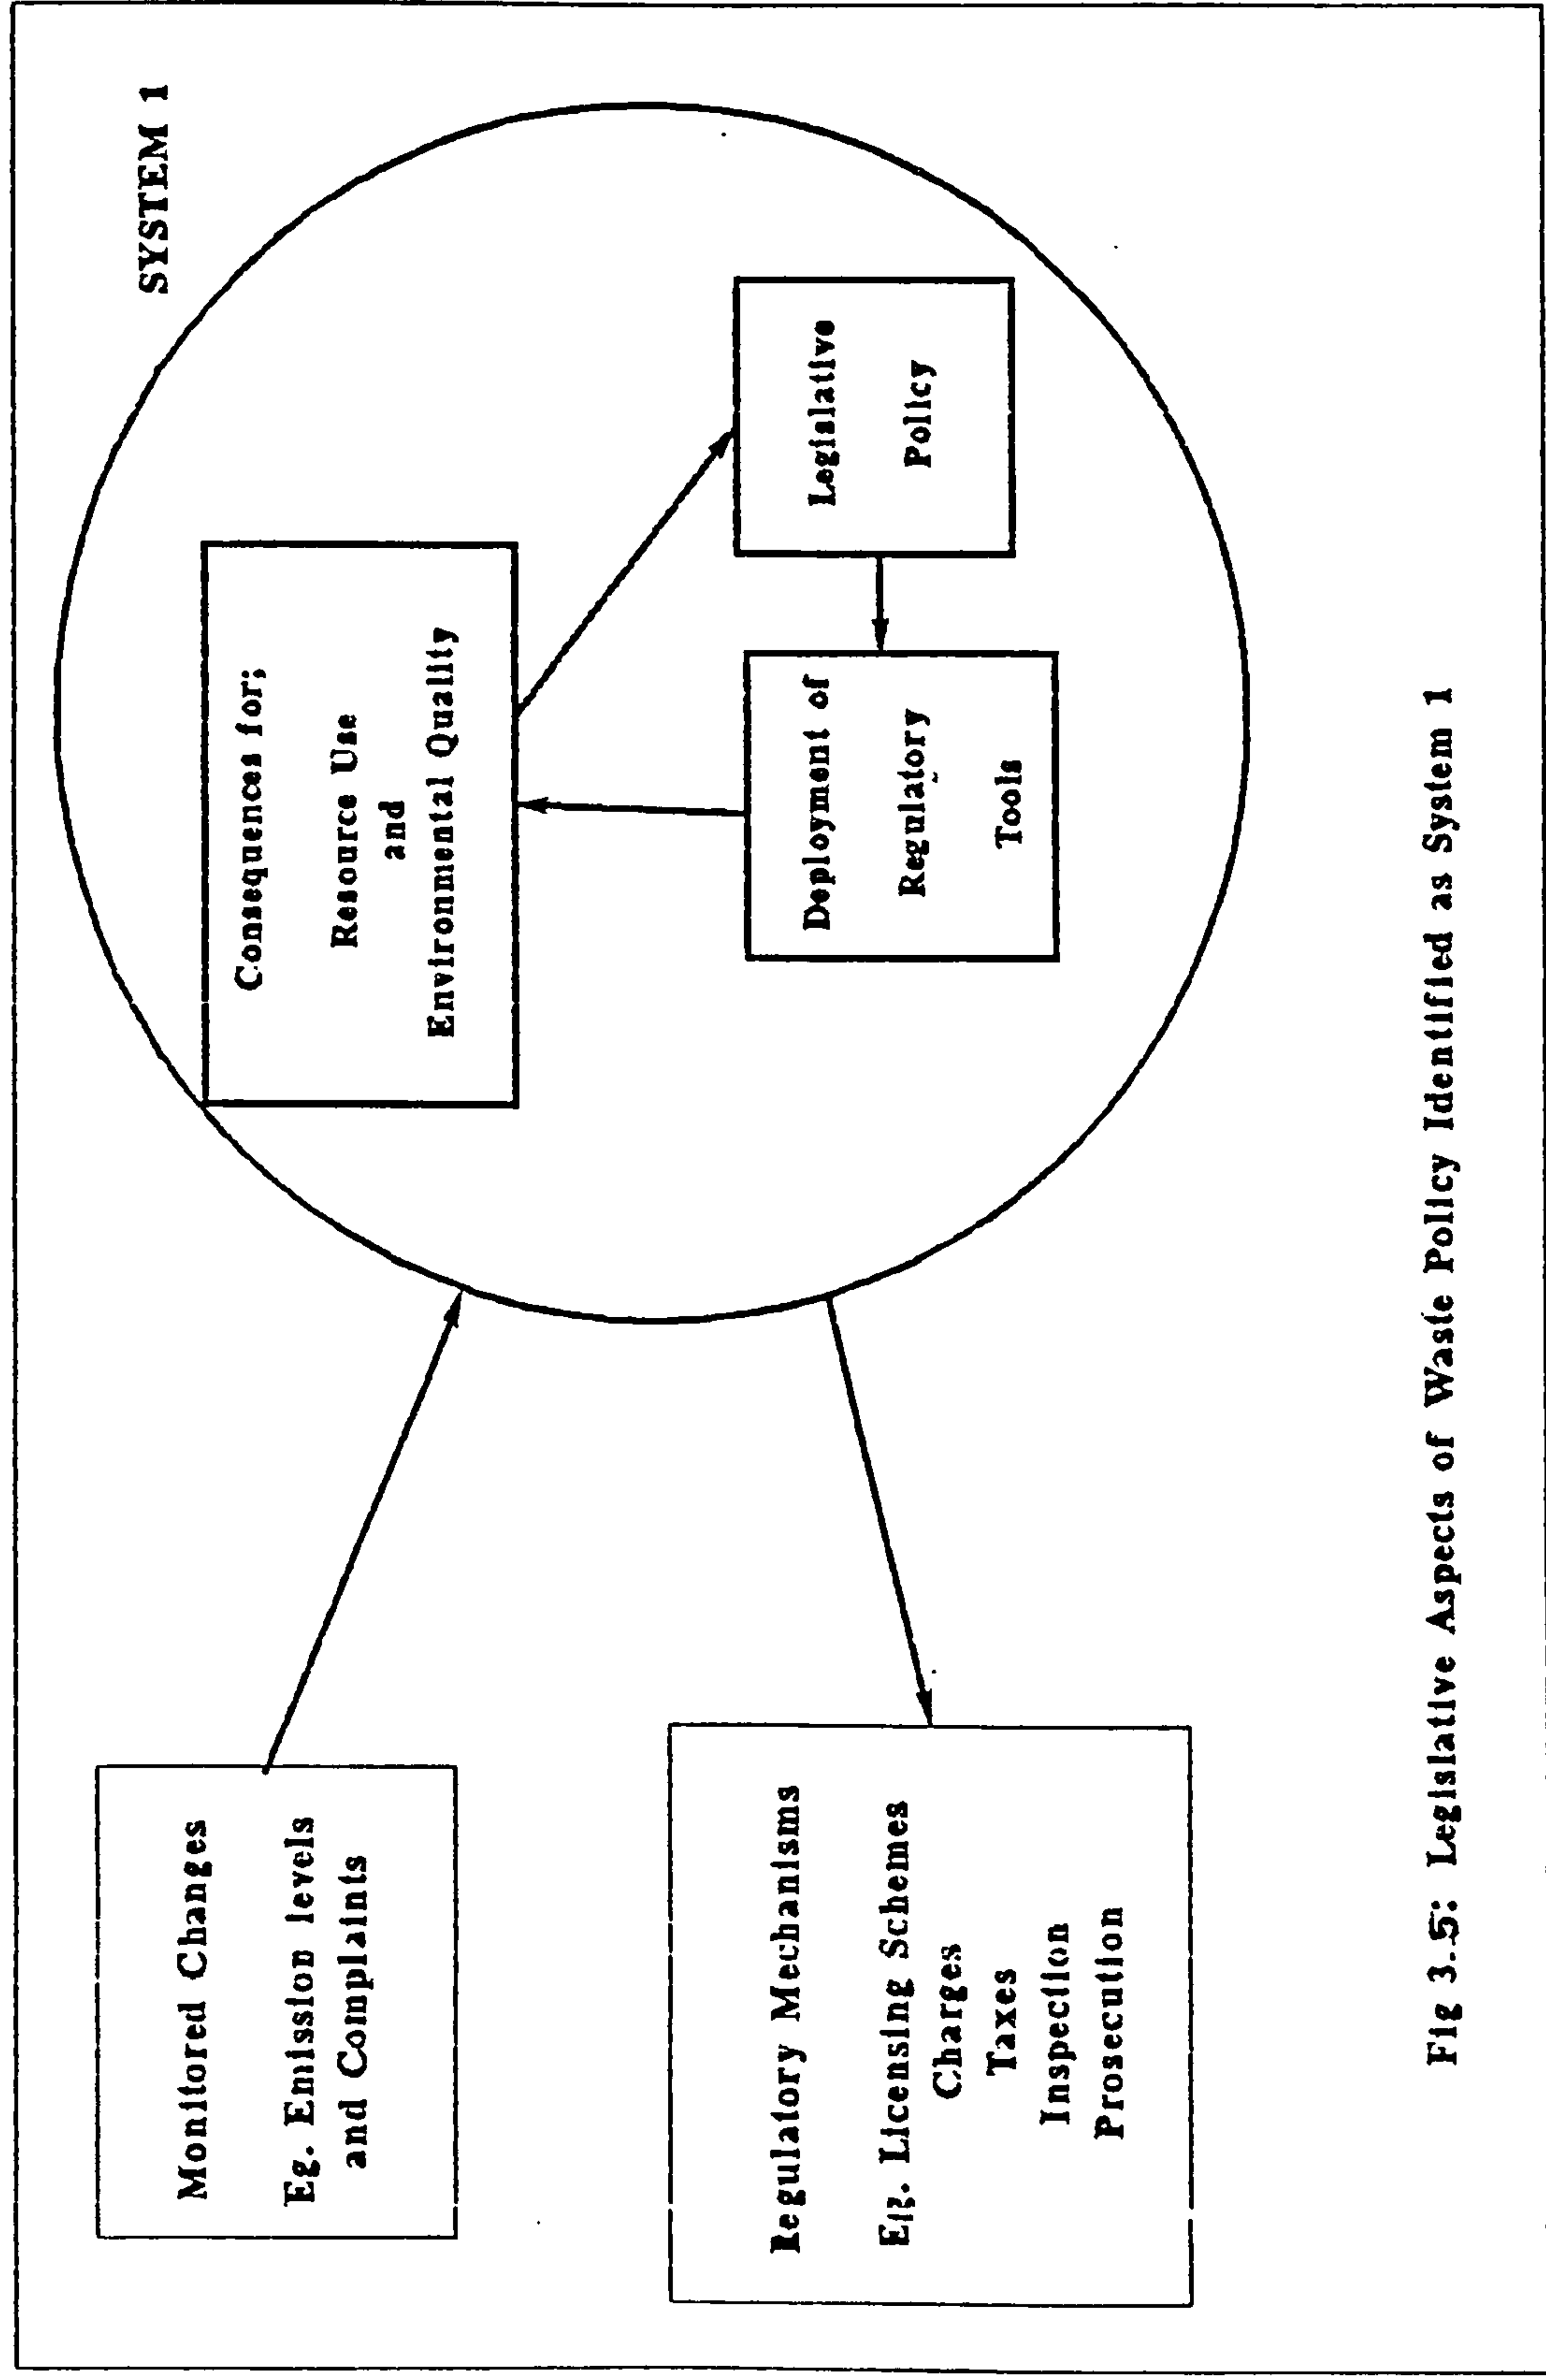 SYSTEM 1
Monitored Changes
Eg. Emission levels
and Complaints
Consequences for;
Resource Use
and
Environmental Quality
Regulatory Mechanisms
Eg. Licensing Schemes
Charges
Taxes
Inspection
Prosecution
Deployment of
Regulatory
Tools
Legislative
Policy
Fig 3.5: Legislative Aspects of Waste Policy Identified as System 1